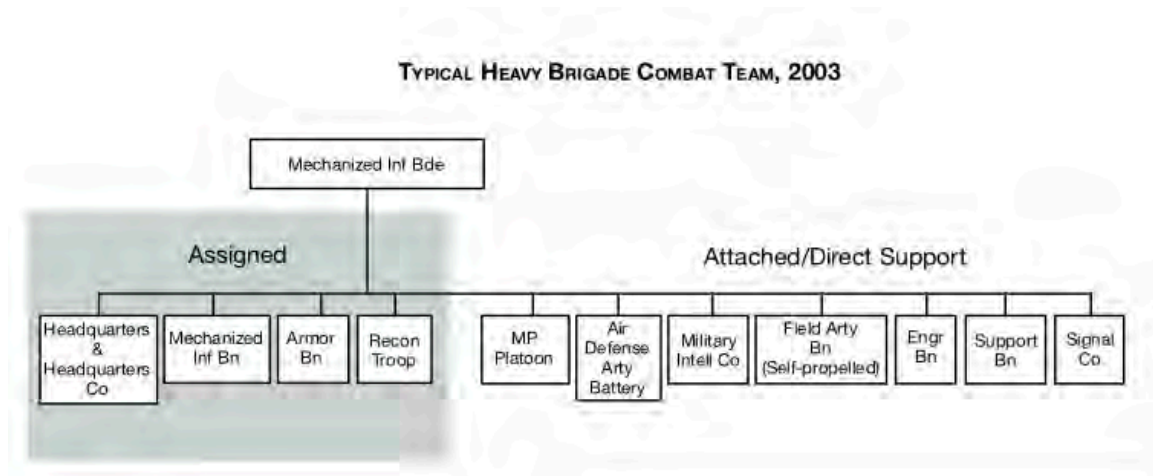 TYPICAL HEAVY BRIGADE COMBAT TEAM, 2003
Mechanized Inf Bde
Assigned
Attached/Direct Support
Headquarters
&
Headquarters
Co
Mechanized
Inf Bn
Armor
Bn
Recon
Troop
MP
Platoon
Air
Defense
Arty
Battery
Military
Intell Co
Field Arty
Bn
(Self-propelled)
Engr
Bn
Support
Bn
Signal
Co